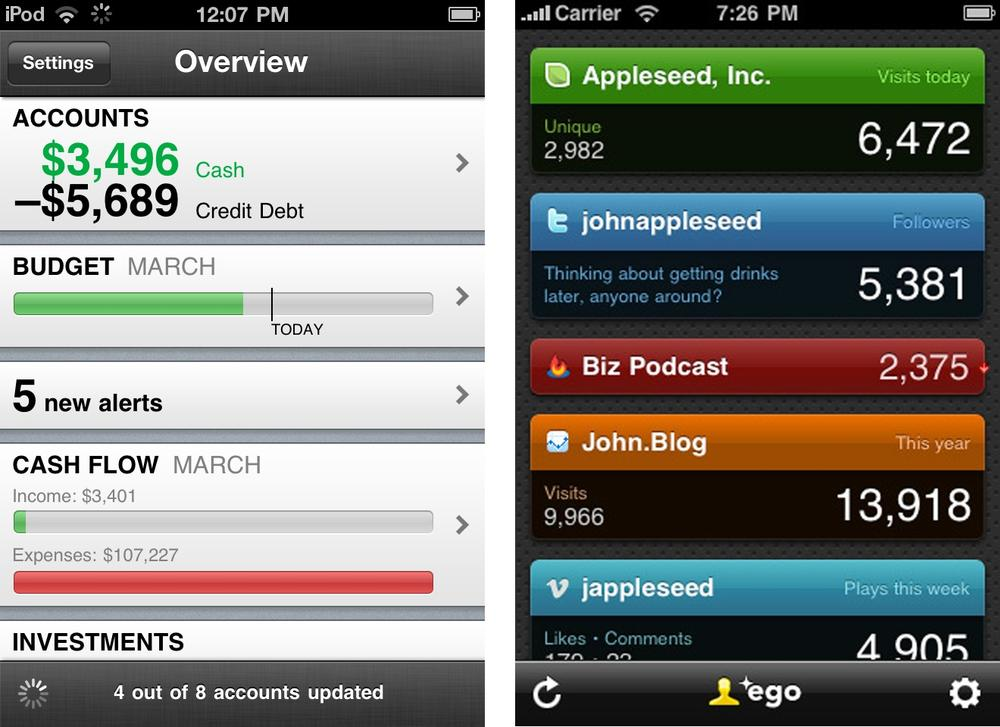 iPod 12:07 PM
Settings Overview
ACCOUNTS
$3,496 Cash
–$5,689 Credit Debt
BUDGET MARCH
TODAY
5 new alerts
CASH FLOW MARCH
Income: $3,401
Expenses: $107,227
INVESTMENTS
4 out of 8 accounts updated
Carrier 7:26 PM
Appleseed, Inc. Visits today
Unique
2,982 6,472
johnappleseed Followers
Thinking about getting drinks
later, anyone around? 5,381
Biz Podcast 2,375
John.Blog This year
Visits
9,966 13,918
jappleseed Plays this week
Likes · Comments
4,905
ego